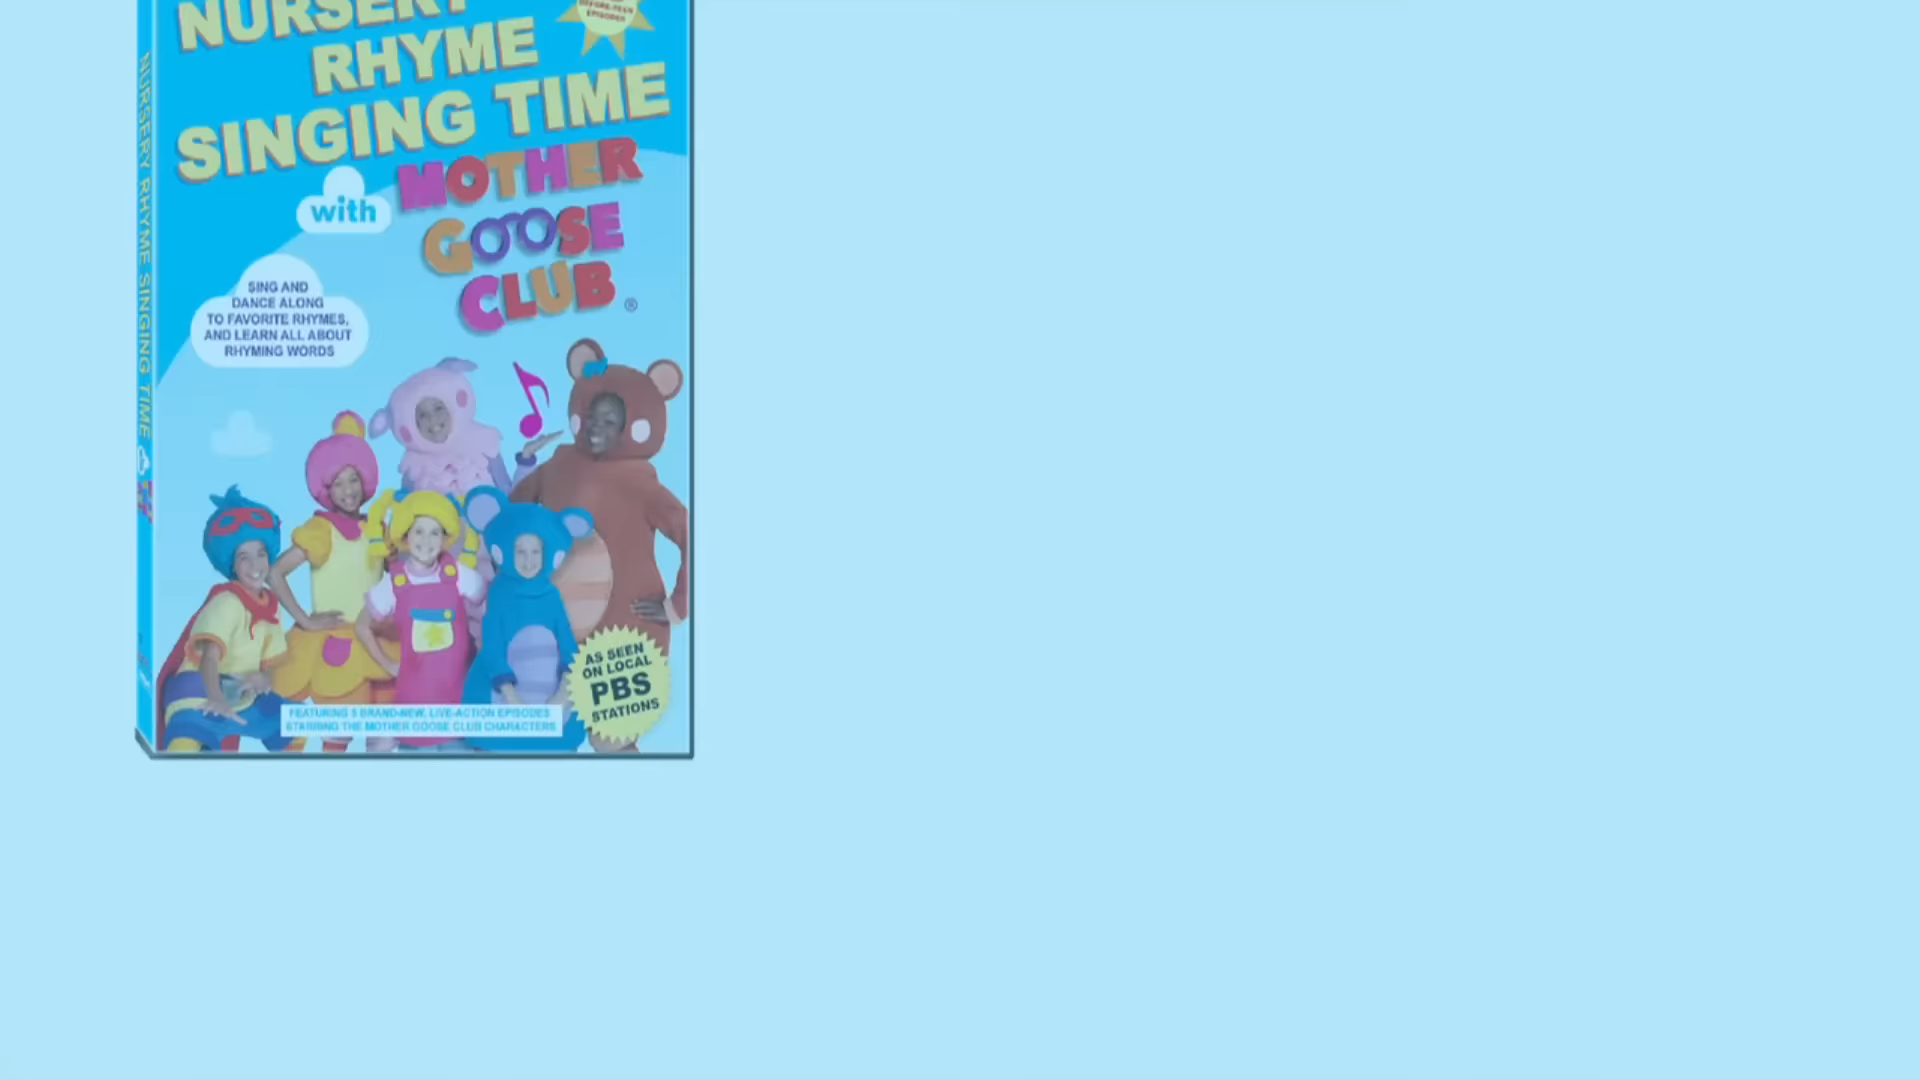 NURSERY
RHYME
SINGING TIME
with
MOTHER
GOOSE
CLUB
®
SING AND
DANCE ALONG
TO FAVORITE RHYMES,
AND LEARN ALL ABOUT
RHYMING WORDS
NURSERY RHYME SINGING TIME
AS SEEN
ON LOCAL
PBS
STATIONS
FEATURING 5 BRAND-NEW, LIVE-ACTION EPISODES
STARRING THE MOTHER GOOSE CLUB CHARACTERS
EPISODES